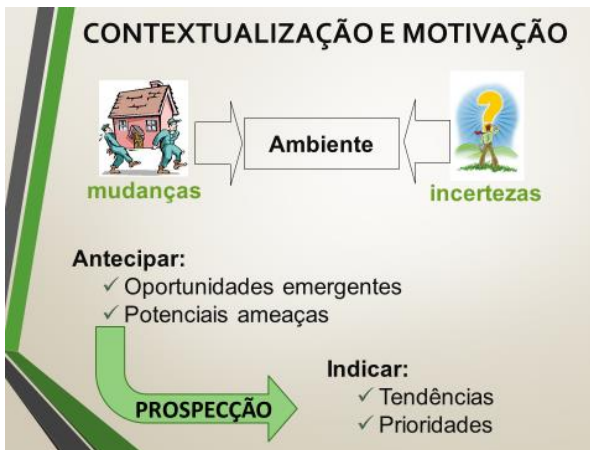 CONTEXTUALIZAÇÃO E MOTIVAÇÃO
Ambiente
mudanças
incertezas
Antecipar:
✓ Oportunidades emergentes
✓ Potenciais ameaças
PROSPECÇÃO
Indicar:
✓ Tendências
✓ Prioridades